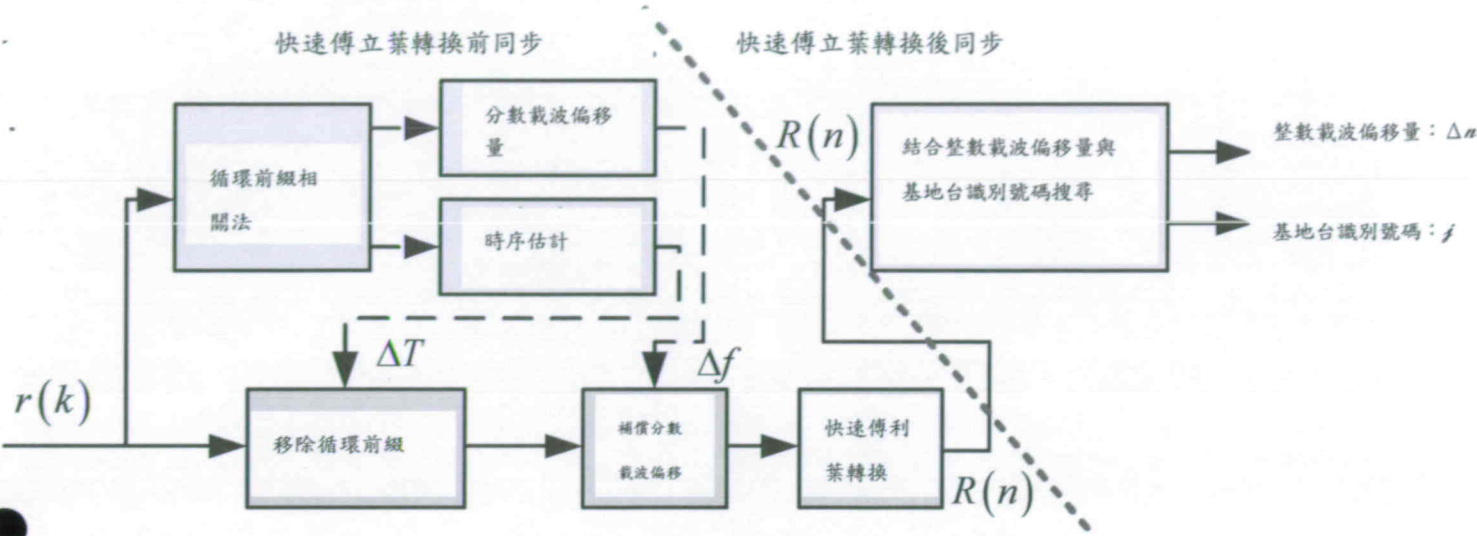 快速傅立葉轉換前同步
快速傅立葉轉換後同步
分數載波偏移
量
循環前綴相
關法
時序估計
R(n)
結合整數載波偏移量與
基地台識別號碼搜尋
整數載波偏移量：Δn
基地台識別號碼：j
ΔT
Δf
r(k)
移除循環前綴
補償分數
載波偏移
快速傅利
葉轉換
R(n)